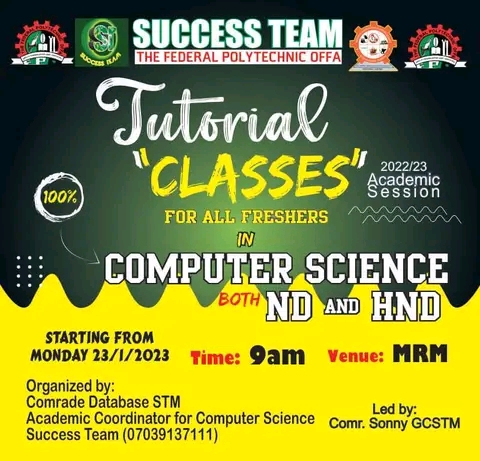 SUCCESS TEAM
THE FEDERAL POLYTECHNIC OFFA
SUCCESS TEAM
Tutorial
"CLASSES"
2022/23
Academic
Session
100%
FOR ALL FRESHERS
IN
COMPUTER SCIENCE
BOTH ND AND HND
STARTING FROM
MONDAY 23/1/2023
Time: 9am
Venue: MRM
Organized by:
Comrade Database STM
Academic Coordinator for Computer Science
Success Team (07039137111)
Led by:
Comr. Sonny GCSTM